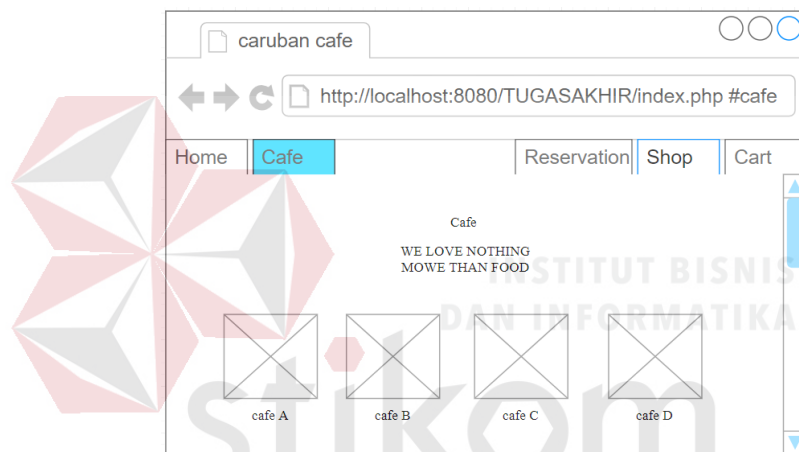 caruban cafe
http://localhost:8080/TUGASAKHIR/index.php #cafe
Home Cafe Reservation Shop Cart
Cafe
WE LOVE NOTHING
MOWE THAN FOOD
INSTITUT BISNIS
DAN INFORMATIKA
cafe A cafe B cafe C cafe D
stikom